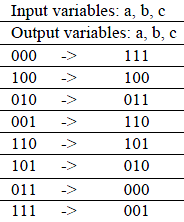 Input variables: a, b, c
Output variables: a, b, c
000 -> 111
100 -> 100
010 -> 011
001 -> 110
110 -> 101
101 -> 010
011 -> 000
111 -> 001